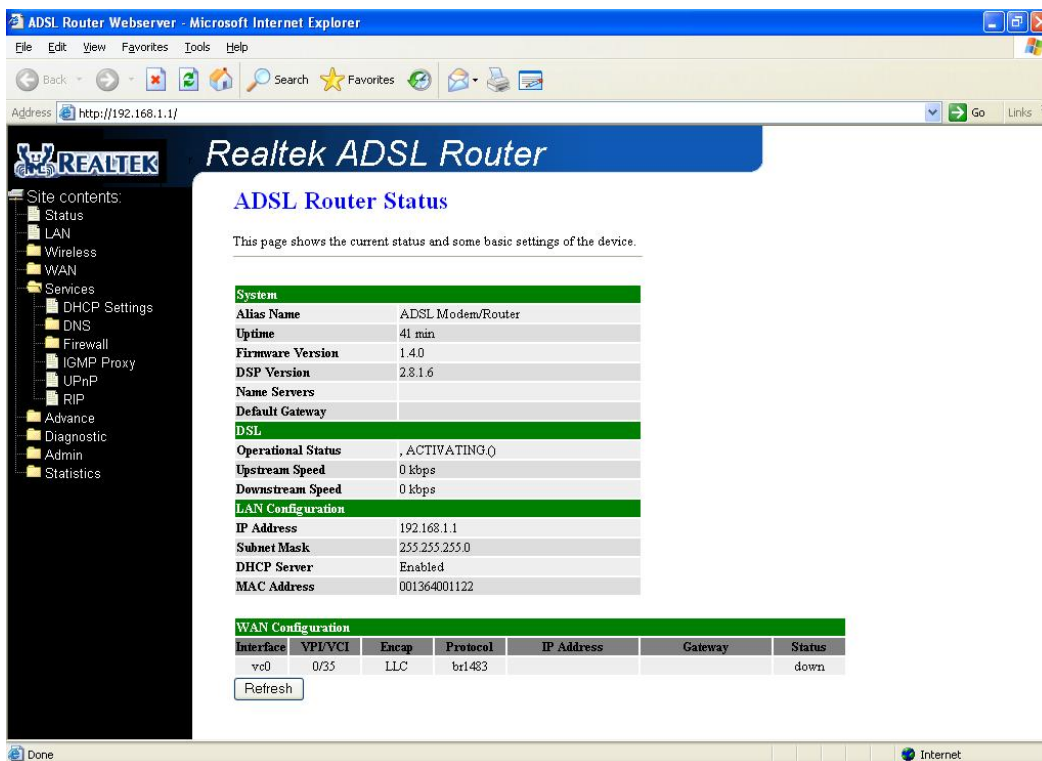 ADSL Router Webserver - Microsoft Internet Explorer
File Edit View Favorites Tools Help
Back Search Favorites
Address http://192.168.1.1/ Go Links
REALTEK
Realtek ADSL Router
Site contents:
Status
LAN
Wireless
WAN
Services
DHCP Settings
DNS
Firewall
IGMP Proxy
UPnP
RIP
Advance
Diagnostic
Admin
Statistics
ADSL Router Status
This page shows the current status and some basic settings of the device.
System
Alias Name ADSL Modem/Router
Uptime 41 min
Firmware Version 1.4.0
DSP Version 2.8.1.6
Name Servers
Default Gateway
DSL
Operational Status , ACTIVATING.()
Upstream Speed 0 kbps
Downstream Speed 0 kbps
LAN Configuration
IP Address 192.168.1.1
Subnet Mask 255.255.255.0
DHCP Server Enabled
MAC Address 001364001122
WAN Configuration
Interface VPI/VCI Encap Protocol IP Address Gateway Status
vc0 0/35 LLC br1483 down
Refresh
Done Internet